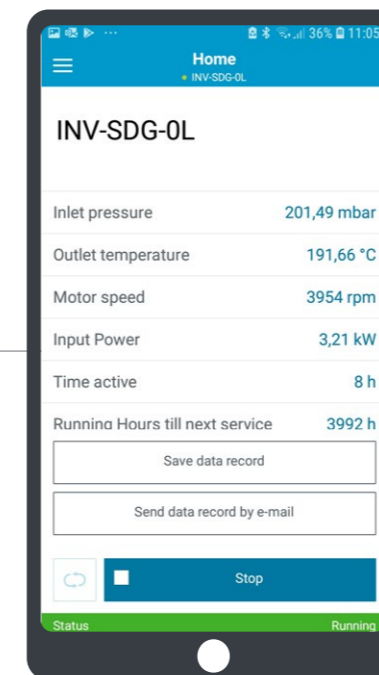 36% 11:05
Home
INV-SDG-0L
INV-SDG-0L
Inlet pressure 201,49 mbar
Outlet temperature 191,66 °C
Motor speed 3954 rpm
Input Power 3,21 kW
Time active 8 h
Running Hours till next service 3992 h
Save data record
Send data record by e-mail
Stop
Status Running